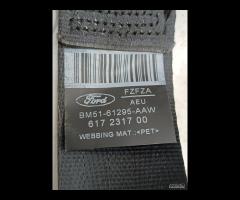 Ford
FZFZA
AEU
BM51-61295-AAW
617 2317 00
WEBBING MAT.:<PET>